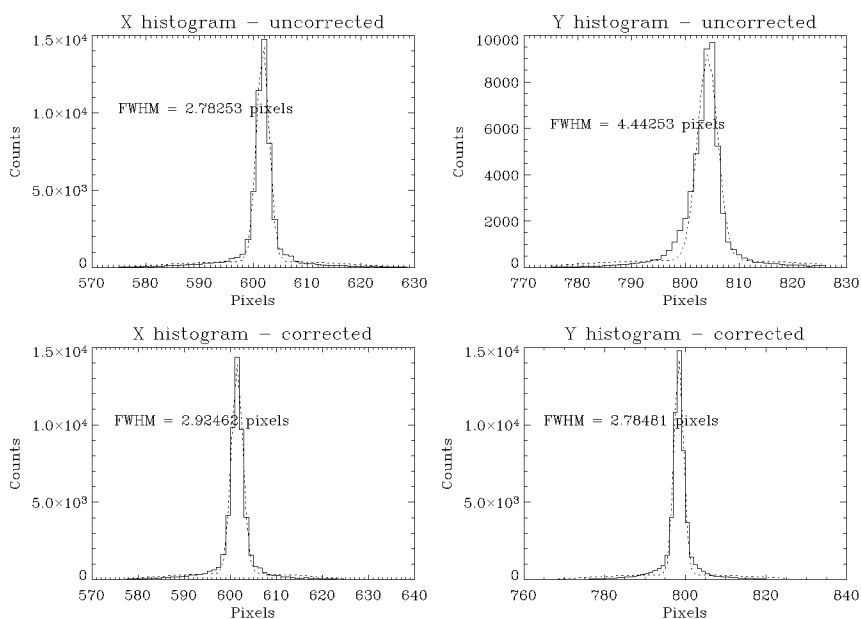 X histogram – uncorrected
1.5×10⁴
1.0×10⁴
5.0×10³
0
Counts
FWHM = 2.78253 pixels
570 580 590 600 610 620 630
Pixels
Y histogram – uncorrected
10000
8000
6000
4000
2000
0
Counts
FWHM = 4.44253 pixels
770 780 790 800 810 820 830
Pixels
X histogram – corrected
1.5×10⁴
1.0×10⁴
5.0×10³
0
Counts
FWHM = 2.92462 pixels
570 580 590 600 610 620 630 640
Pixels
Y histogram – corrected
1.5×10⁴
1.0×10⁴
5.0×10³
0
Counts
FWHM = 2.78481 pixels
760 780 800 820 840
Pixels